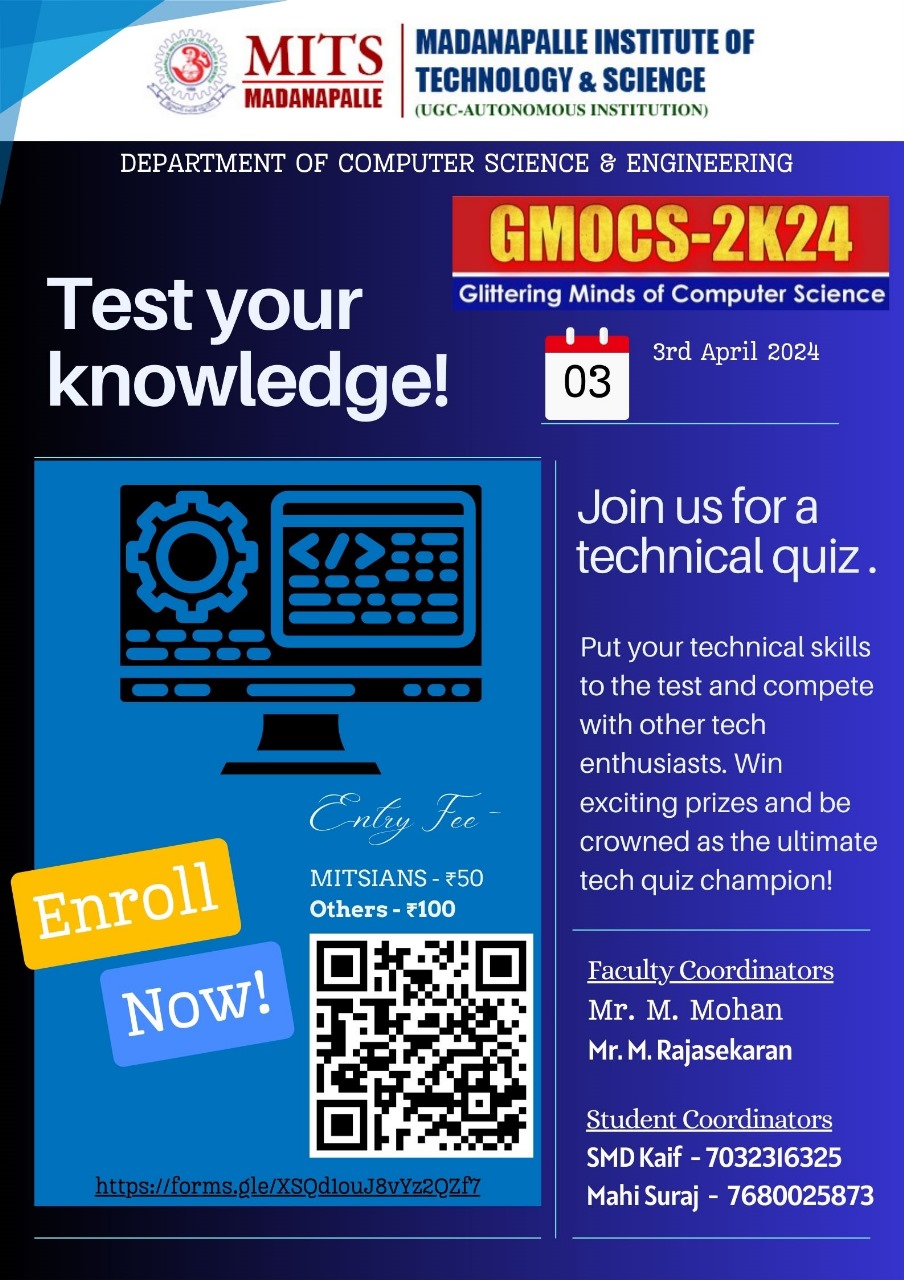 MITS
MADANAPALLE
MADANAPALLE INSTITUTE OF
TECHNOLOGY & SCIENCE
(UGC-AUTONOMOUS INSTITUTION)
DEPARTMENT OF COMPUTER SCIENCE & ENGINEERING
GMOCS-2K24
Glittering Minds of Computer Science
Test your
knowledge!
03
3rd April 2024
</>
Join us for a
technical quiz .
Put your technical skills
to the test and compete
with other tech
enthusiasts. Win
exciting prizes and be
crowned as the ultimate
tech quiz champion!
Entry Fee -
MITSIANS - ₹50
Others - ₹100
Enroll
Now!
https://forms.gle/XSQd1ouJ8vYz2QZf7
Faculty Coordinators
Mr. M. Mohan
Mr. M. Rajasekaran
Student Coordinators
SMD Kaif - 7032316325
Mahi Suraj - 7680025873